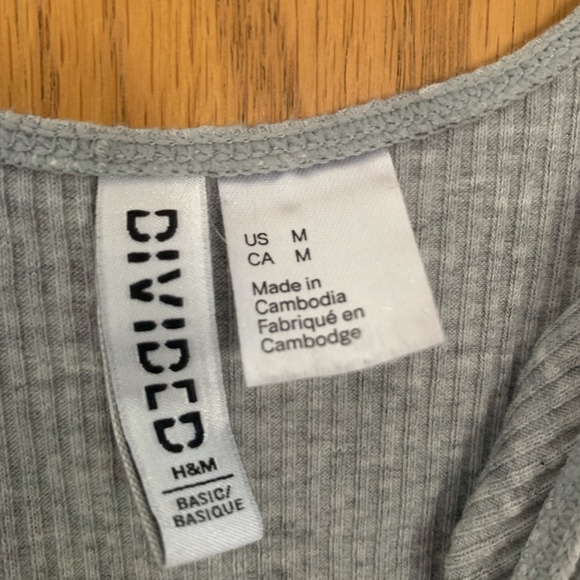 DIVIDED
H&M
BASIC/
BASIQUE
US M
CA M
Made in
Cambodia
Fabriqué en
Cambodge